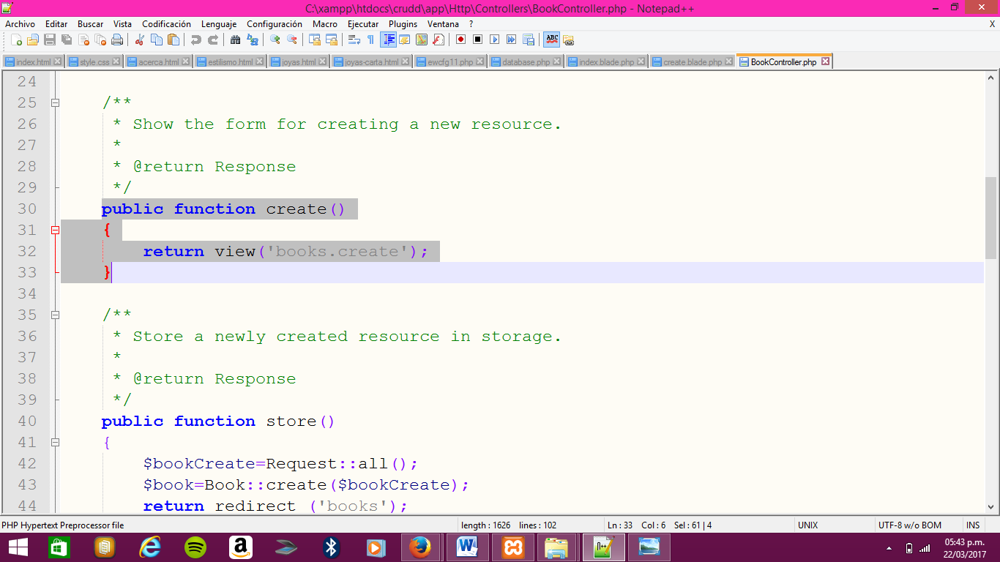 C:\xampp\htdocs\crudd\app\Http\Controllers\BookController.php - Notepad++
Archivo Editar Buscar Vista Codificación Lenguaje Configuración Macro Ejecutar Plugins Ventana ? X
index.html style.css acerca.html estilismo.html joyas.html joyas-carta.html ewcfg11.php database.php index.blade.php create.blade.php BookController.php
24
25 /**
26 * Show the form for creating a new resource.
27 *
28 * @return Response
29 */
30 public function create()
31 {
32 return view('books.create');
33 }
34
35 /**
36 * Store a newly created resource in storage.
37 *
38 * @return Response
39 */
40 public function store()
41 {
42 $bookCreate=Request::all();
43 $book=Book::create($bookCreate);
44 return redirect ('books');
PHP Hypertext Preprocessor file length : 1626 lines : 102 Ln : 33 Col : 6 Sel : 61 | 4 UNIX UTF-8 w/o BOM INS
05:43 p.m.
22/03/2017